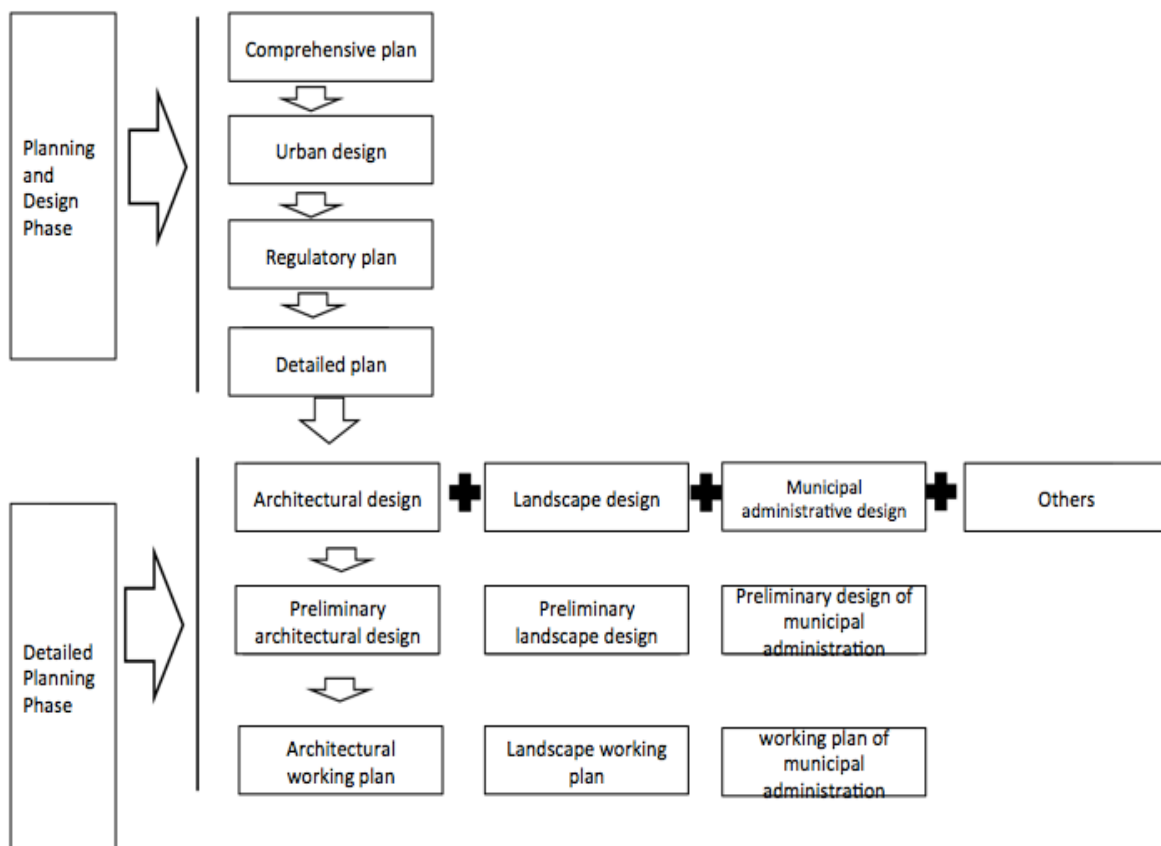 Planning
and
Design
Phase
Comprehensive plan
Urban design
Regulatory plan
Detailed plan
Detailed
Planning
Phase
Architectural design
Landscape design
Municipal
administrative design
Others
Preliminary
architectural design
Preliminary
landscape design
Preliminary design of
municipal
administration
Architectural
working plan
Landscape working
plan
working plan of
municipal
administration